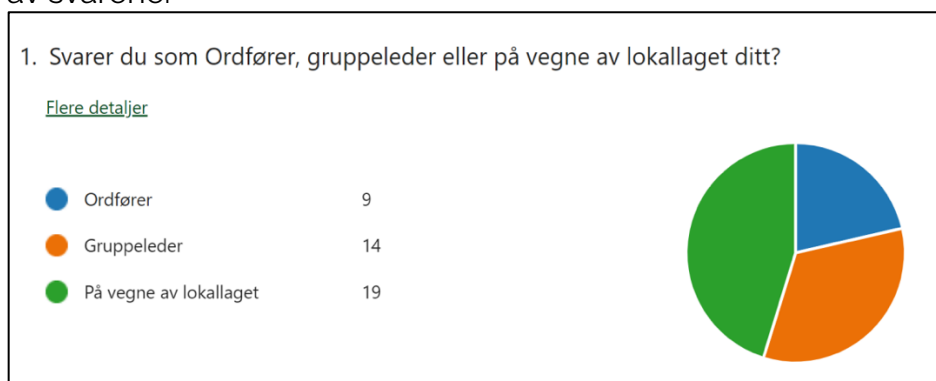 av svarene:
1. Svarer du som Ordfører, gruppeleder eller på vegne av lokallaget ditt?
Flere detaljer
Ordfører 9
Gruppeleder 14
På vegne av lokallaget 19